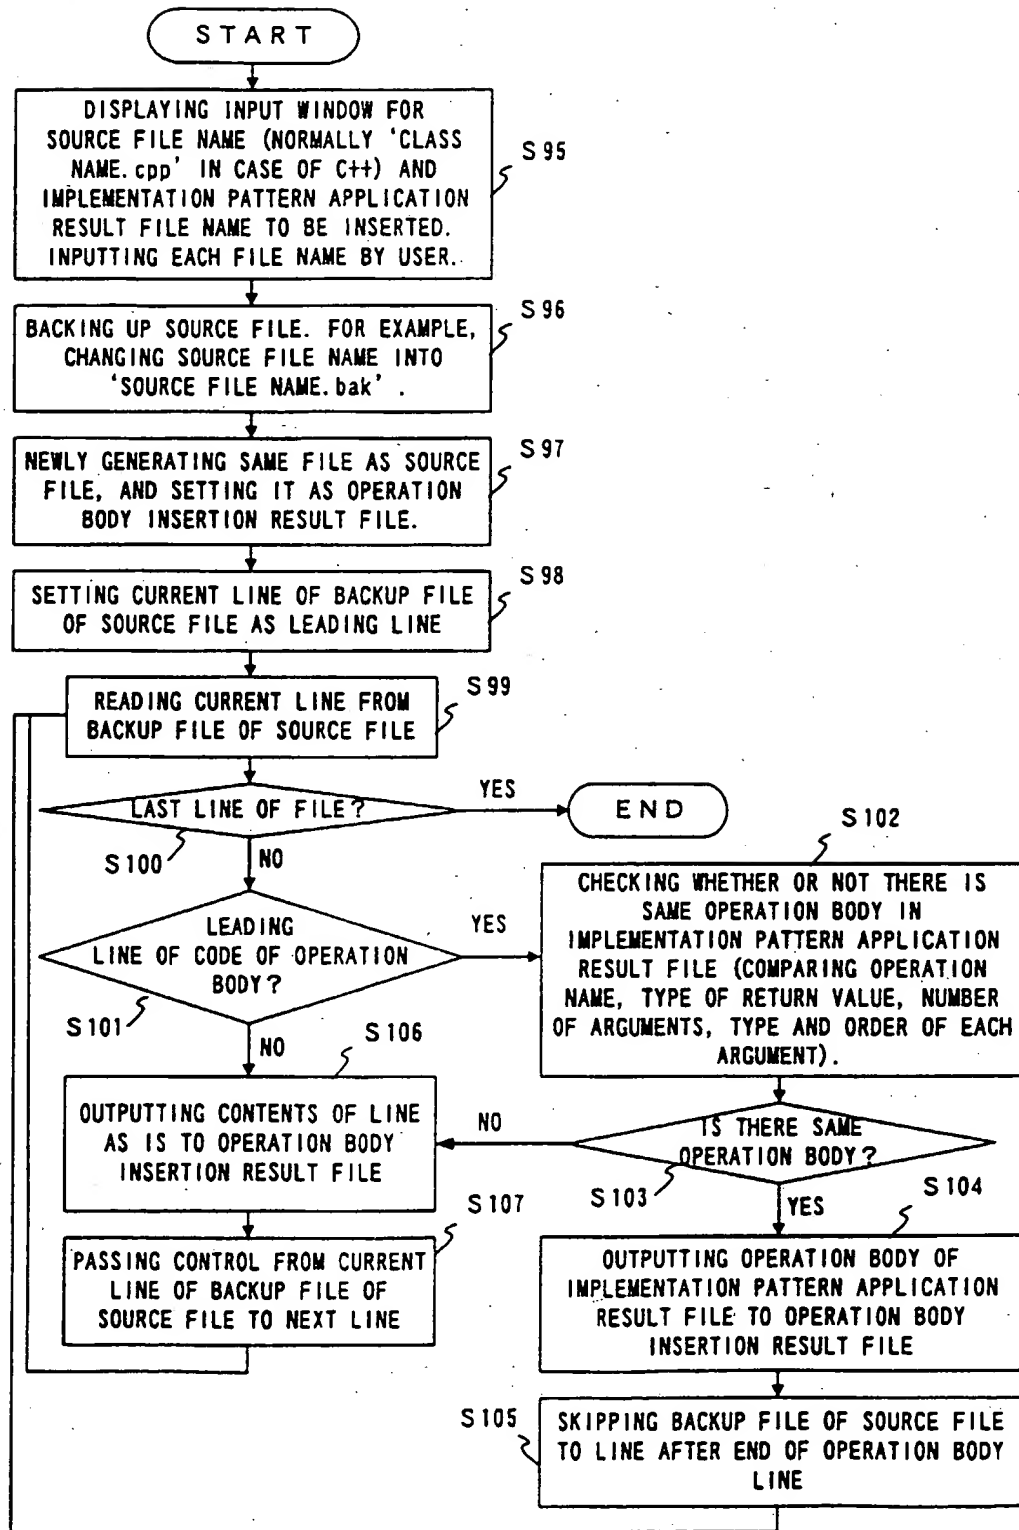 START
DISPLAYING INPUT WINDOW FOR
SOURCE FILE NAME (NORMALLY 'CLASS
NAME.cpp' IN CASE OF C++) AND
IMPLEMENTATION PATTERN APPLICATION
RESULT FILE NAME TO BE INSERTED.
INPUTTING EACH FILE NAME BY USER.
S95
BACKING UP SOURCE FILE. FOR EXAMPLE,
CHANGING SOURCE FILE NAME INTO
'SOURCE FILE NAME.bak'.
S96
NEWLY GENERATING SAME FILE AS SOURCE
FILE, AND SETTING IT AS OPERATION
BODY INSERTION RESULT FILE.
S97
SETTING CURRENT LINE OF BACKUP FILE
OF SOURCE FILE AS LEADING LINE
S98
READING CURRENT LINE FROM
BACKUP FILE OF SOURCE FILE
S99
LAST LINE OF FILE?
YES
END
S100
NO
LEADING
LINE OF CODE OF OPERATION
BODY?
YES
S101
NO
S102
CHECKING WHETHER OR NOT THERE IS
SAME OPERATION BODY IN
IMPLEMENTATION PATTERN APPLICATION
RESULT FILE (COMPARING OPERATION
NAME, TYPE OF RETURN VALUE, NUMBER
OF ARGUMENTS, TYPE AND ORDER OF EACH
ARGUMENT).
IS THERE SAME
OPERATION BODY?
NO
S103
YES
S106
OUTPUTTING CONTENTS OF LINE
AS IS TO OPERATION BODY
INSERTION RESULT FILE
S107
PASSING CONTROL FROM CURRENT
LINE OF BACKUP FILE OF
SOURCE FILE TO NEXT LINE
S104
OUTPUTTING OPERATION BODY OF
IMPLEMENTATION PATTERN APPLICATION
RESULT FILE TO OPERATION BODY
INSERTION RESULT FILE
S105
SKIPPING BACKUP FILE OF SOURCE FILE
TO LINE AFTER END OF OPERATION BODY
LINE